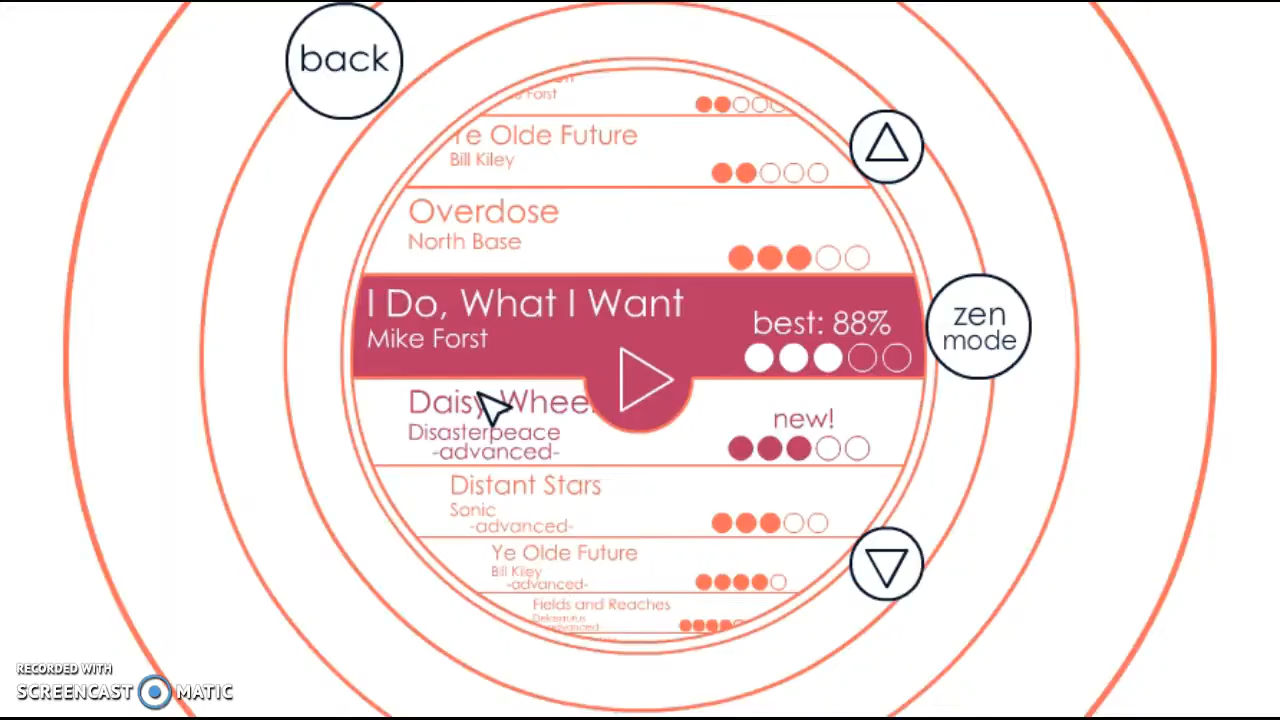 back
Forst
Ye Olde Future
Bill Kiley
Overdose
North Base
I Do, What I Want
Mike Forst
best: 88%
zen
mode
Daisy Wheel
Disasterpeace
-advanced-
new!
Distant Stars
Sonic
-advanced-
Ye Olde Future
Bill Kiley
-advanced-
Fields and Reaches
RECORDED WITH
SCREENCAST MATIC